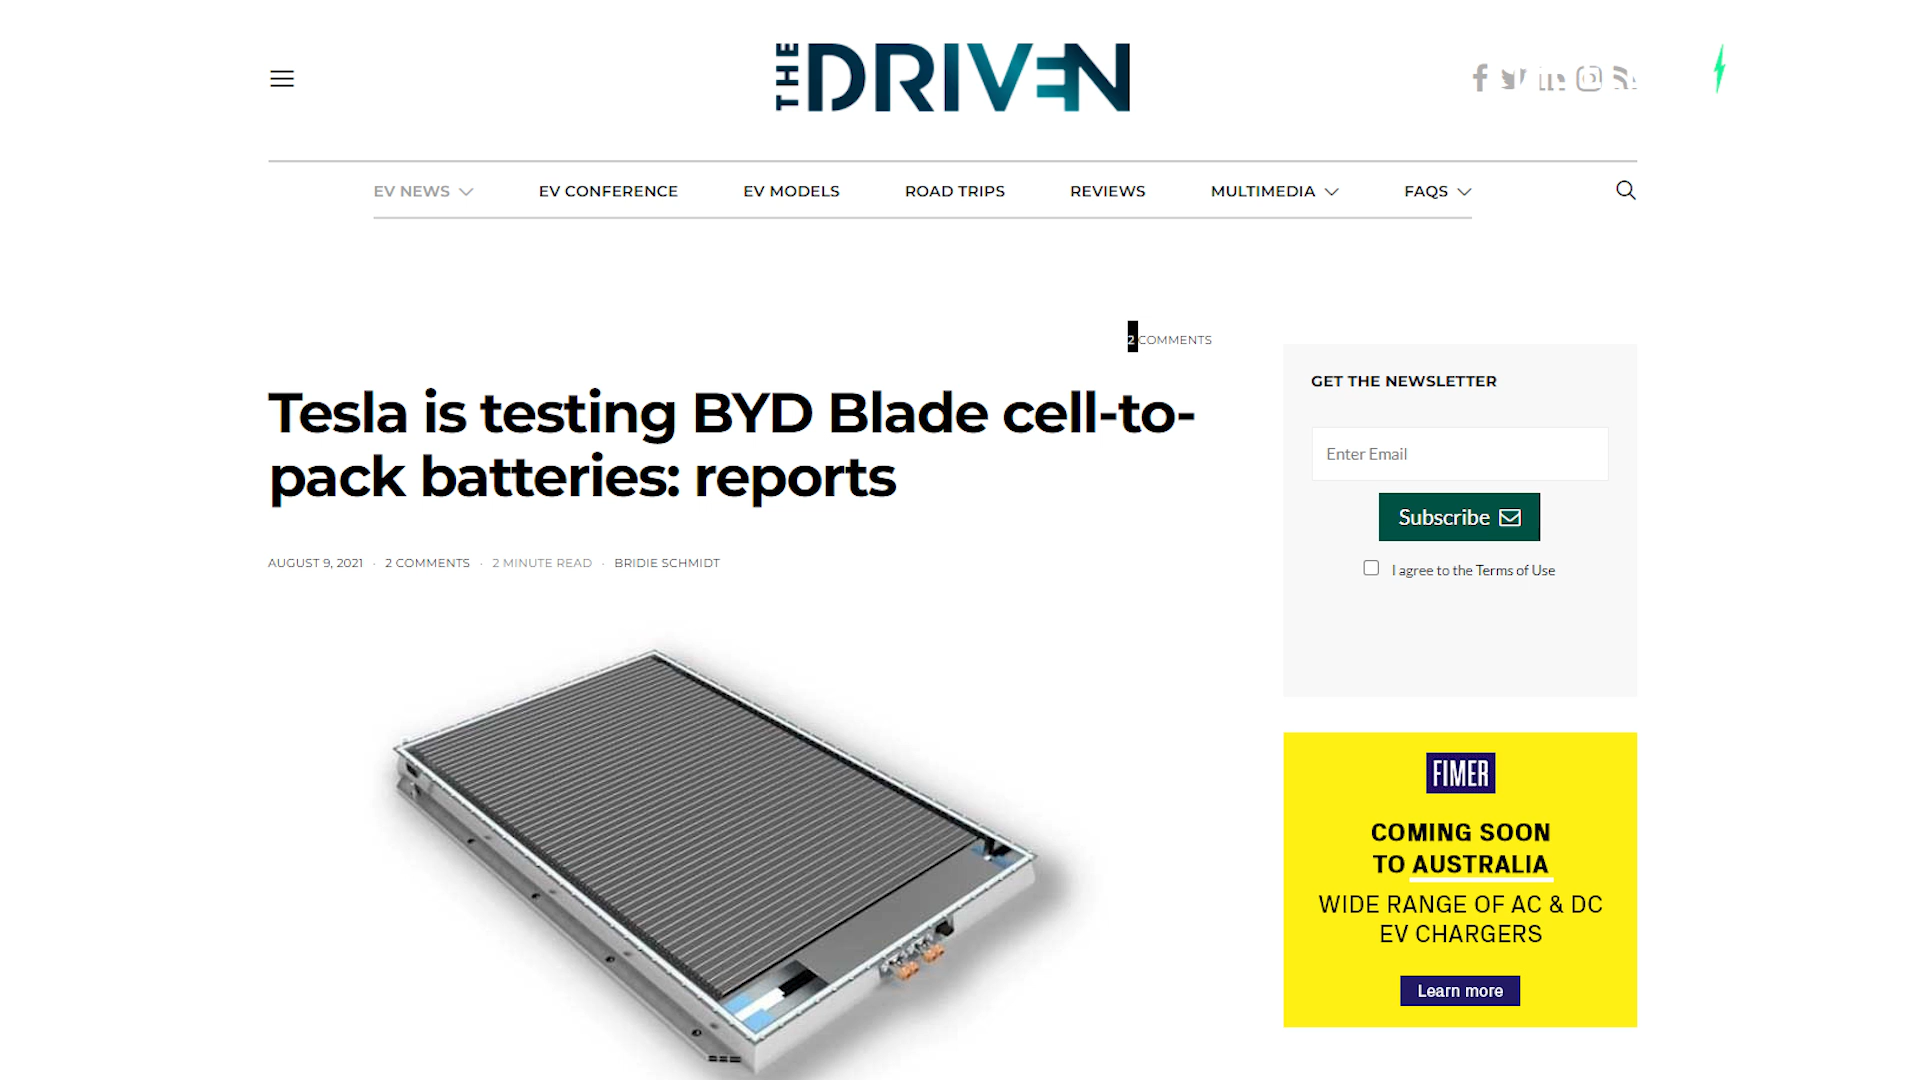 THE DRIVEN
EV NEWS
EV CONFERENCE
EV MODELS
ROAD TRIPS
REVIEWS
MULTIMEDIA
FAQS
2 COMMENTS
Tesla is testing BYD Blade cell-to-
pack batteries: reports
AUGUST 9, 2021 · 2 COMMENTS · 2 MINUTE READ · BRIDIE SCHMIDT
GET THE NEWSLETTER
Enter Email
Subscribe
I agree to the Terms of Use
FIMER
COMING SOON
TO AUSTRALIA
WIDE RANGE OF AC & DC
EV CHARGERS
Learn more